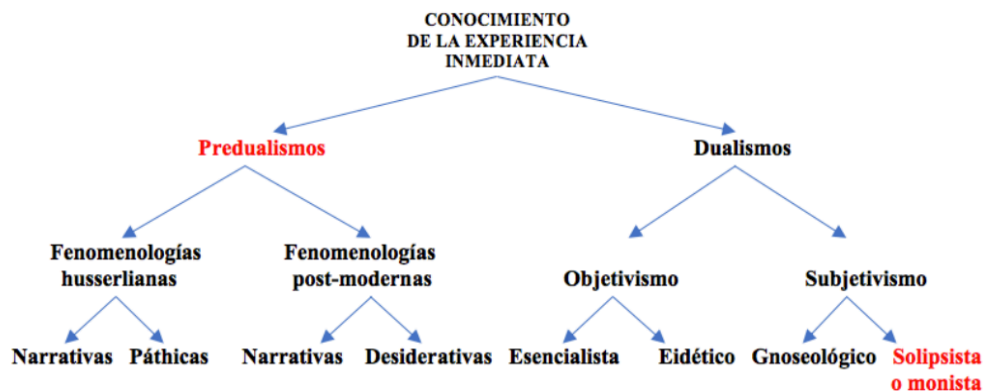 CONOCIMIENTO
DE LA EXPERIENCIA
INMEDIATA
Predualismos
Dualismos
Fenomenologías
husserlianas
Fenomenologías
post-modernas
Objetivismo
Subjetivismo
Narrativas
Páthicas
Narrativas
Desiderativas
Esencialista
Eidético
Gnoseológico
Solipsista
o monista